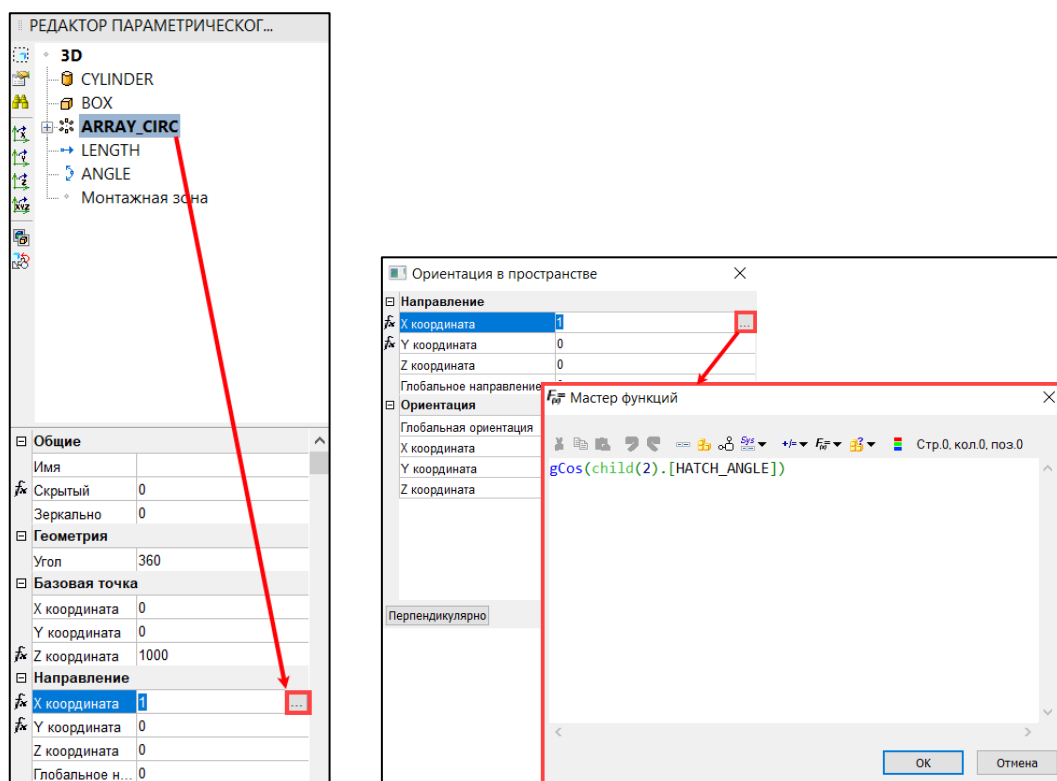 РЕДАКТОР ПАРАМЕТРИЧЕСКОГ...
3D
CYLINDER
BOX
ARRAY_CIRC
LENGTH
ANGLE
Монтажная зона
Общие
Имя
Скрытый 0
Зеркально 0
Геометрия
Угол 360
Базовая точка
X координата 0
Y координата 0
Z координата 1000
Направление
X координата 1 ...
Y координата 0
Z координата 0
Глобальное н... 0
Ориентация в пространстве
Направление
X координата 1 ...
Y координата 0
Z координата 0
Глобальное направление
Ориентация
Глобальная ориентация
X координата
Y координата
Z координата
Перпендикулярно
Мастер функций
Стр.0, кол.0, поз.0
gCos(child(2).[HATCH_ANGLE])
OK Отмена